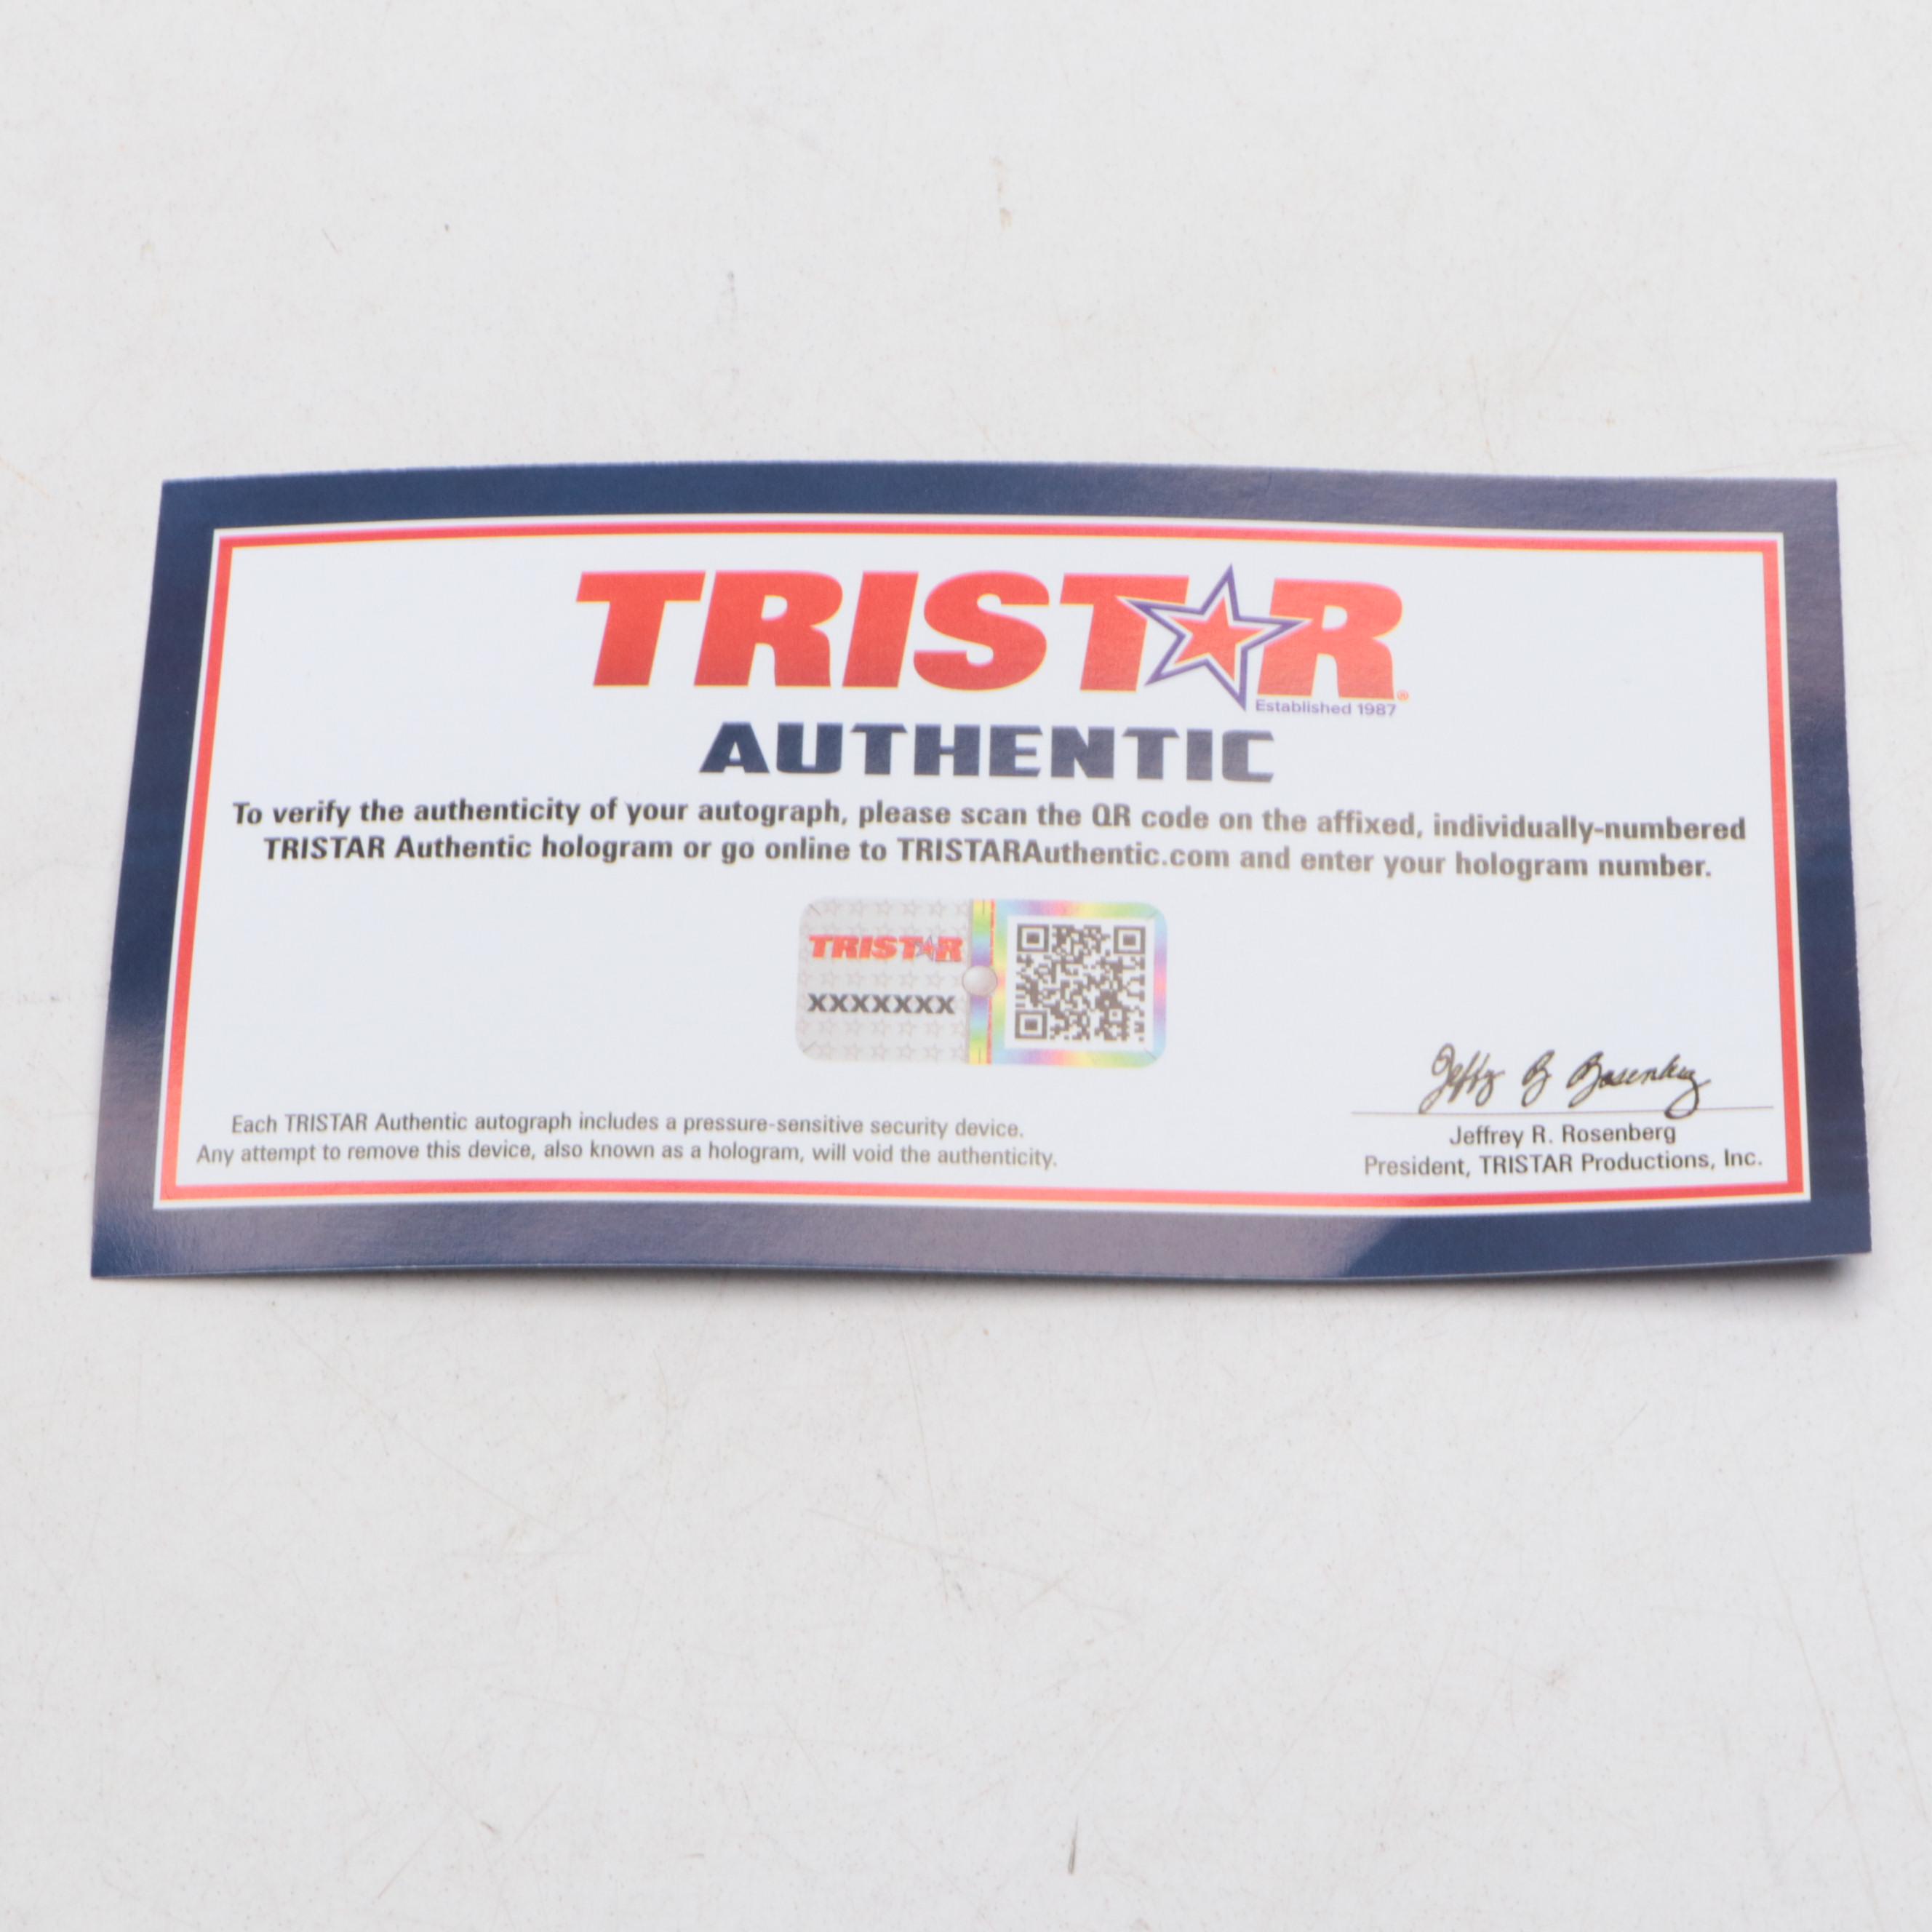 TRISTAR®
Established 1987
AUTHENTIC
To verify the authenticity of your autograph, please scan the QR code on the affixed, individually-numbered
TRISTAR Authentic hologram or go online to TRISTARAuthentic.com and enter your hologram number.
TRISTAR
XXXXXXX
Each TRISTAR Authentic autograph includes a pressure-sensitive security device.
Any attempt to remove this device, also known as a hologram, will void the authenticity.
Jeffrey R. Rosenberg
President, TRISTAR Productions, Inc.